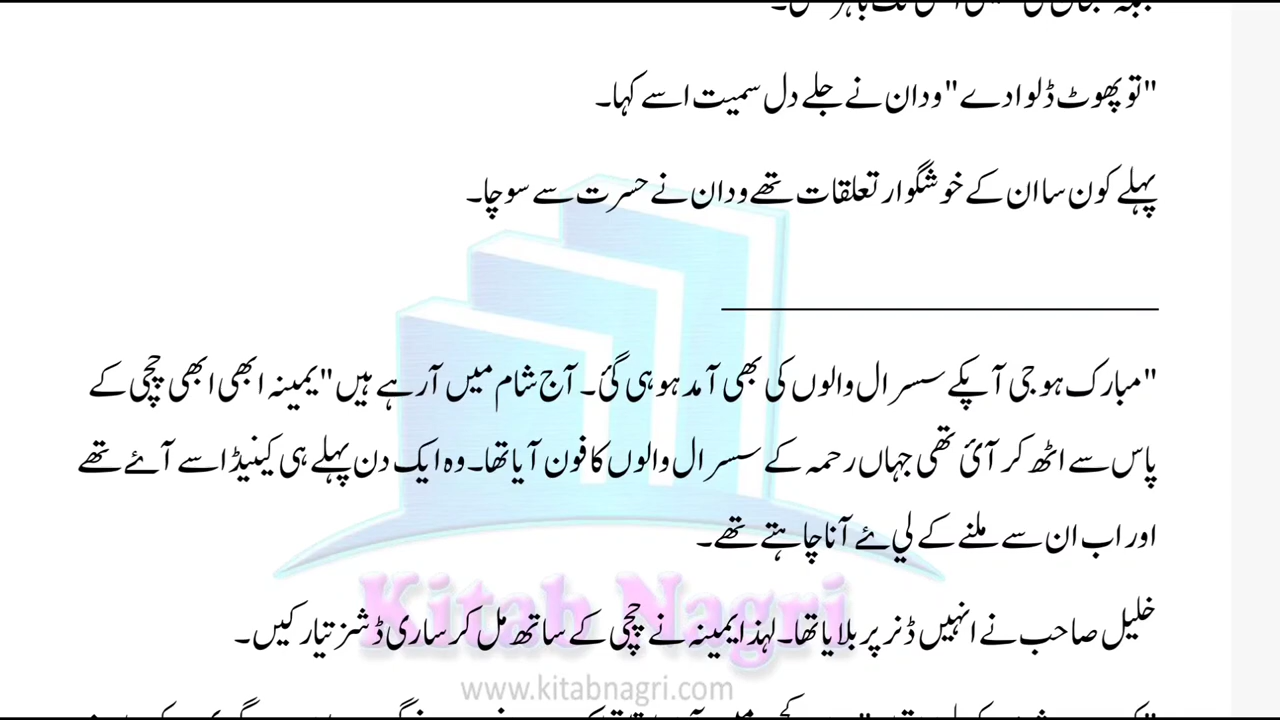 "تو پھوٹ ڈلوا دے" ودان نے جلے دل سمیت اسے کہا۔
پہلے کون سا ان کے خوشگوار تعلقات تھے ودان نے حسرت سے سوچا۔
"مبارک ہو جی آپکے سسرال والوں کی بھی آمد ہو ہی گئ۔ آج شام میں آرہے ہیں" یمینہ ابھی ابھی چچی کے
پاس سے اٹھ کر آئ تھی جہاں رحمہ کے سسرال والوں کا فون آیا تھا۔ وہ ایک دن پہلے ہی کینیڈا سے آۓ تھے
اور اب ان سے ملنے کے لیۓ آنا چاہتے تھے۔
خلیل صاحب نے انہیں ڈنر پر بلایا تھا۔ لہذا یمینہ نے چچی کے ساتھ مل کر ساری ڈشز تیار کیں۔
Kitab Nagri
www.kitabnagri.com